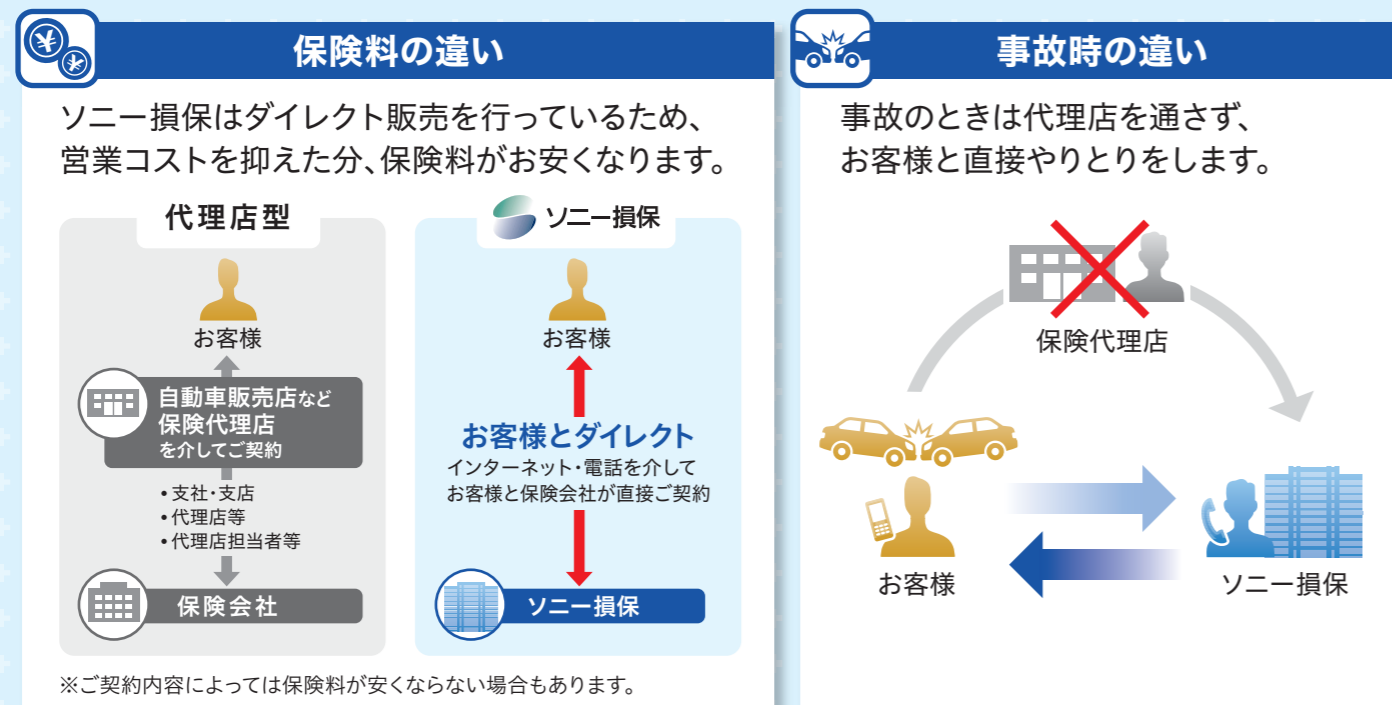 保険料の違い
ソニー損保はダイレクト販売を行っているため、
営業コストを抑えた分、保険料がお安くなります。
代理店型
お客様
自動車販売店など
保険代理店
を介してご契約
•支社・支店
•代理店等
•代理店担当者等
保険会社
ソニー損保
お客様
お客様とダイレクト
インターネット・電話を介して
お客様と保険会社が直接ご契約
ソニー損保
※ご契約内容によっては保険料が安くならない場合もあります。
事故時の違い
事故のときは代理店を通さず、
お客様と直接やりとりをします。
保険代理店
お客様
ソニー損保